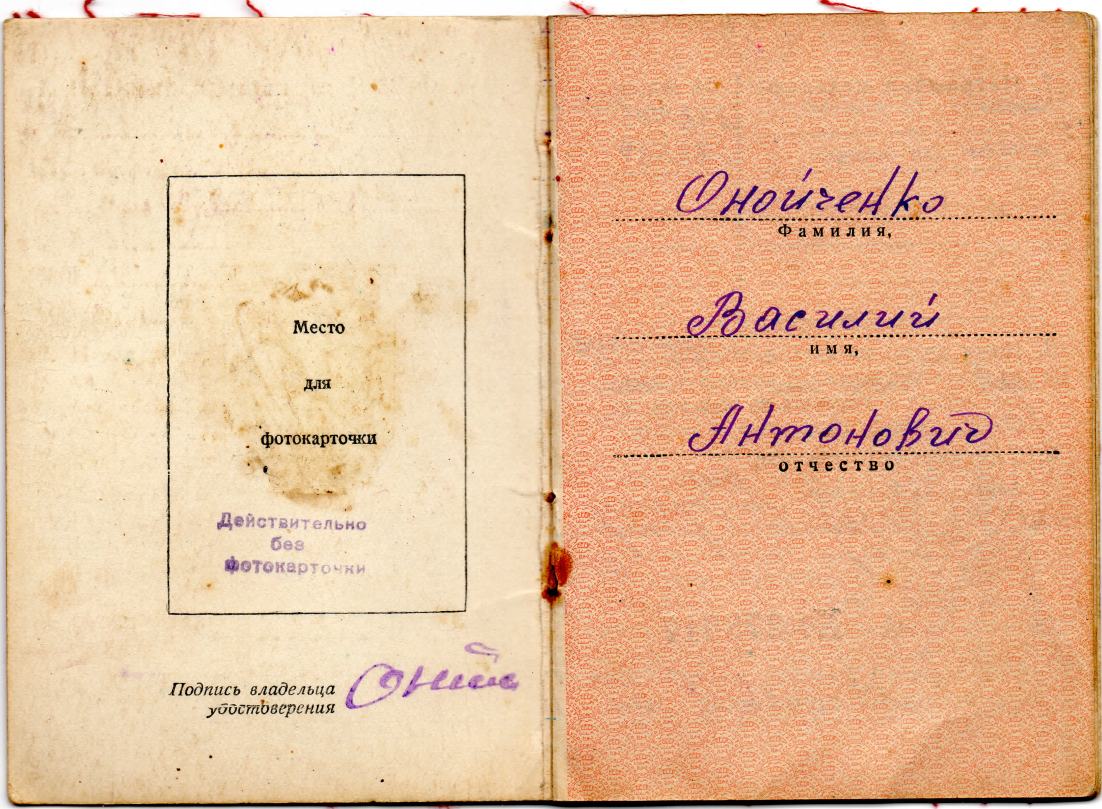 Место
для
фотокарточки
Действительно
без
фотокарточки
Подпись владельца
удостоверения
Онойченко
Фамилия,
Василий
имя,
Антонович
отчество